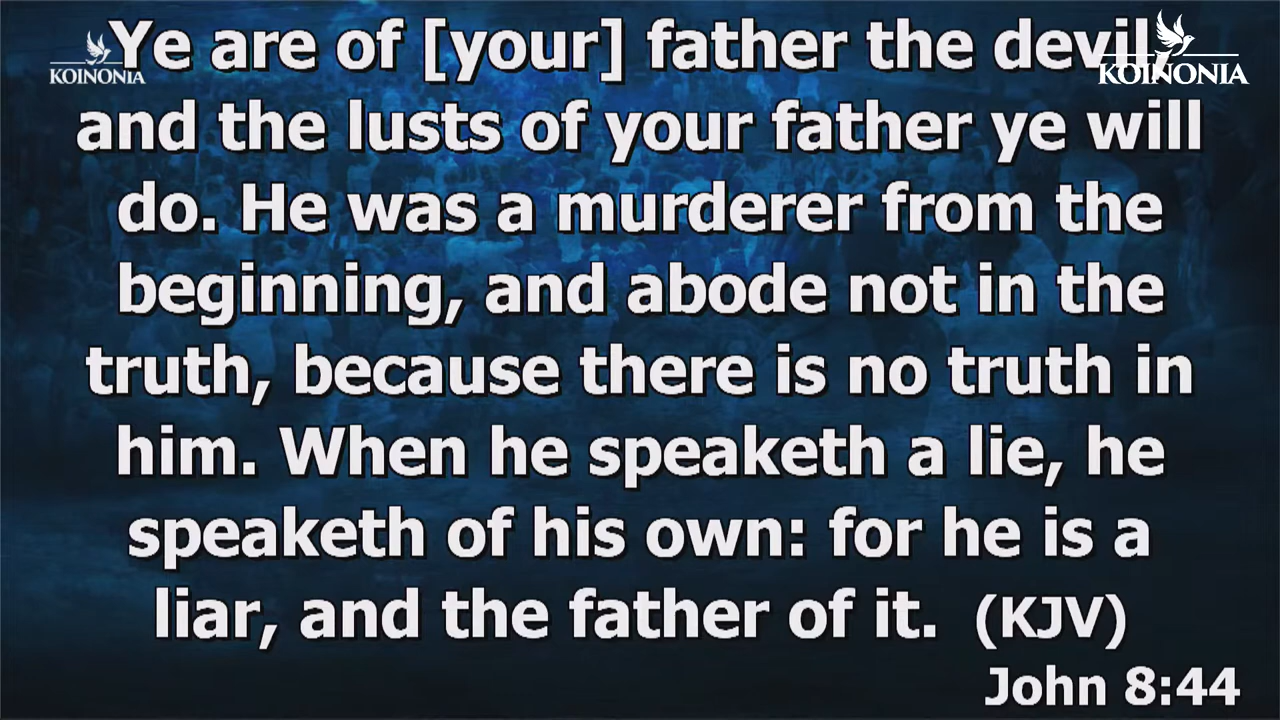 Ye are of [your] father the devil,
and the lusts of your father ye will
do. He was a murderer from the
beginning, and abode not in the
truth, because there is no truth in
him. When he speaketh a lie, he
speaketh of his own: for he is a
liar, and the father of it. (KJV)
John 8:44
KOINONIA
KOINONIA